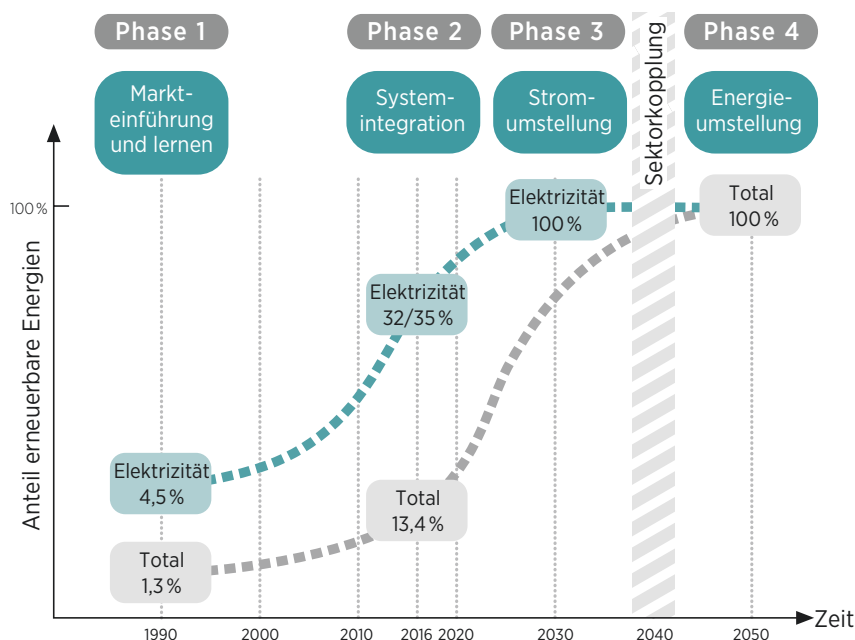 Phase 1
Phase 2
Phase 3
Phase 4
Markt-
einführung
und lernen
System-
integration
Strom-
umstellung
Sektorkopplung
Energie-
umstellung
Anteil erneuerbare Energien
100 %
Elektrizität
100 %
Total
100 %
Elektrizität
32/35 %
Elektrizität
4,5 %
Total
13,4 %
Total
1,3 %
Zeit
1990
2000
2010
2016
2020
2030
2040
2050